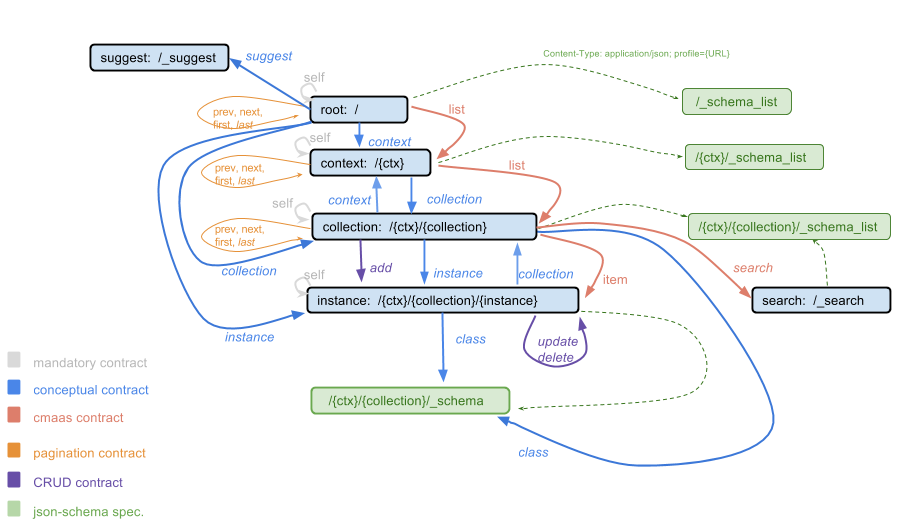 suggest: /_suggest
suggest
Content-Type: application/json; profile={URL}
self
prev, next,
first, last
root: /
list
/_schema_list
context
self
prev, next,
first, last
context: /{ctx}
list
/{ctx}/_schema_list
context
collection
self
prev, next,
first, last
collection: /{ctx}/{collection}
/{ctx}/{collection}/_schema_list
collection
add
instance
collection
item
search
self
instance: /{ctx}/{collection}/{instance}
search: /_search
instance
class
update
delete
/{ctx}/{collection}/_schema
class
mandatory contract
conceptual contract
cmaas contract
pagination contract
CRUD contract
json-schema spec.